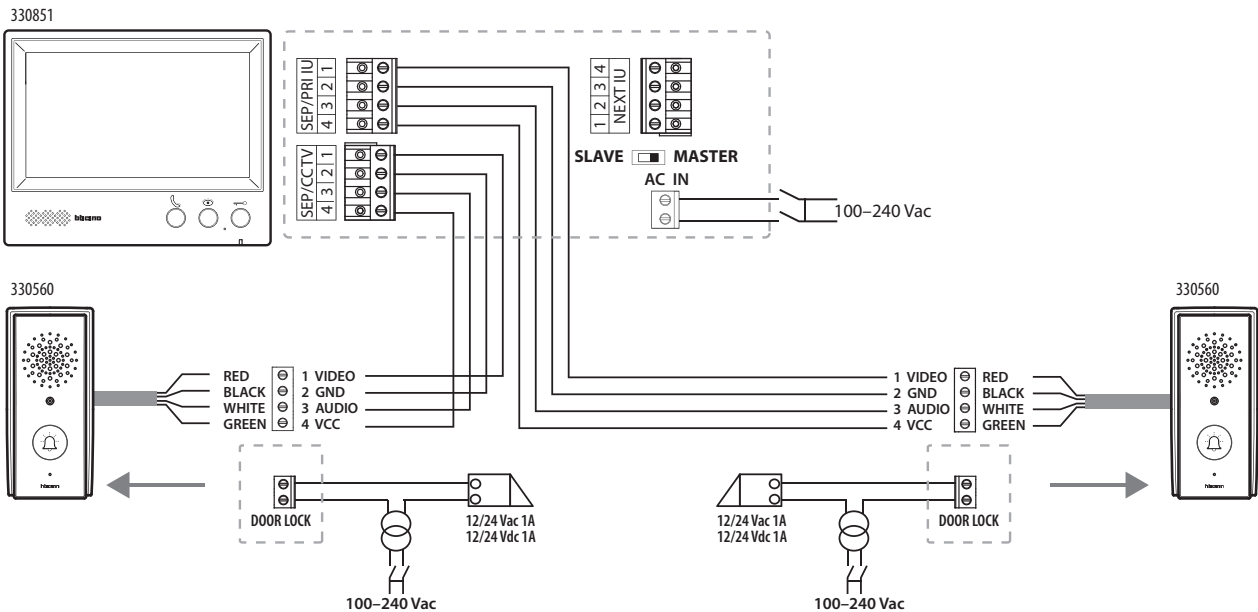 330851
SEP/PRI IU
1
2
3
4
SEP/CCTV
1
2
3
4
1 2 3 4
NEXT IU
SLAVE MASTER
AC IN
100–240 Vac
bticino
330560
RED 1 VIDEO
BLACK 2 GND
WHITE 3 AUDIO
GREEN 4 VCC
DOOR LOCK
12/24 Vac 1A
12/24 Vdc 1A
100–240 Vac
330560
1 VIDEO RED
2 GND BLACK
3 AUDIO WHITE
4 VCC GREEN
12/24 Vac 1A
12/24 Vdc 1A
DOOR LOCK
100–240 Vac